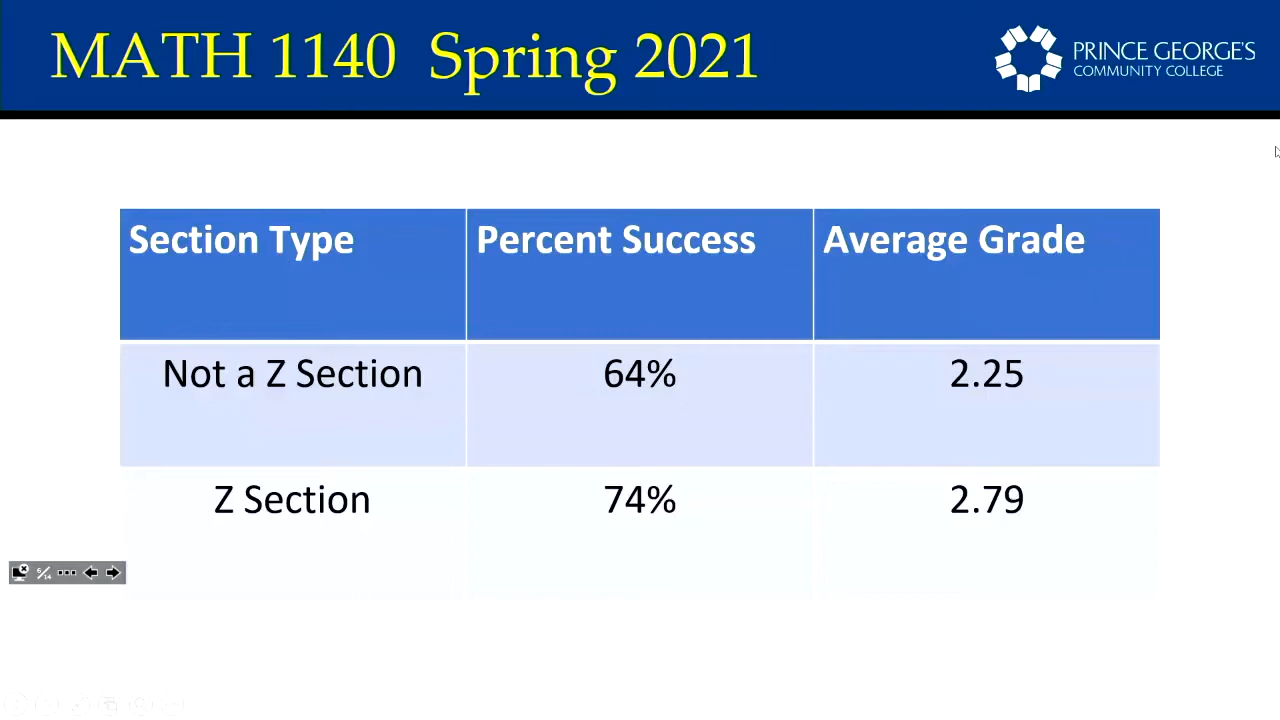 MATH 1140 Spring 2021
PRINCE GEORGE'S
COMMUNITY COLLEGE
Section Type Percent Success Average Grade
Not a Z Section 64% 2.25
Z Section 74% 2.79